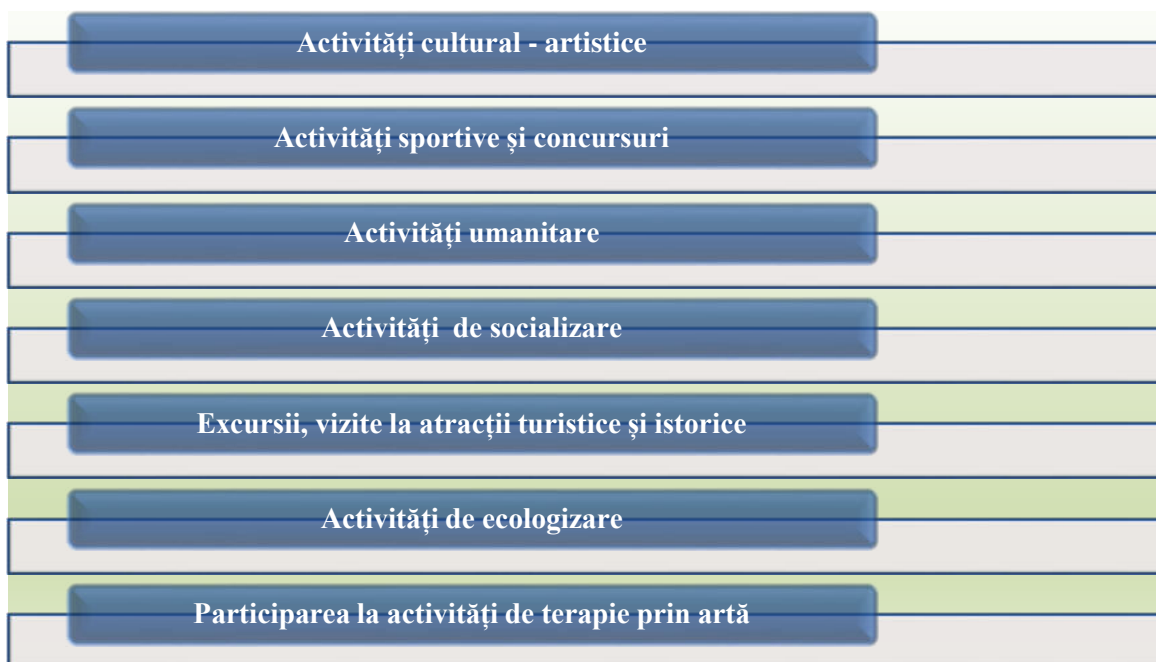 Activități cultural - artistice
Activități sportive și concursuri
Activități umanitare
Activități  de socializare
Excursii, vizite la atracții turistice și istorice
Activități de ecologizare
Participarea la activități de terapie prin artă